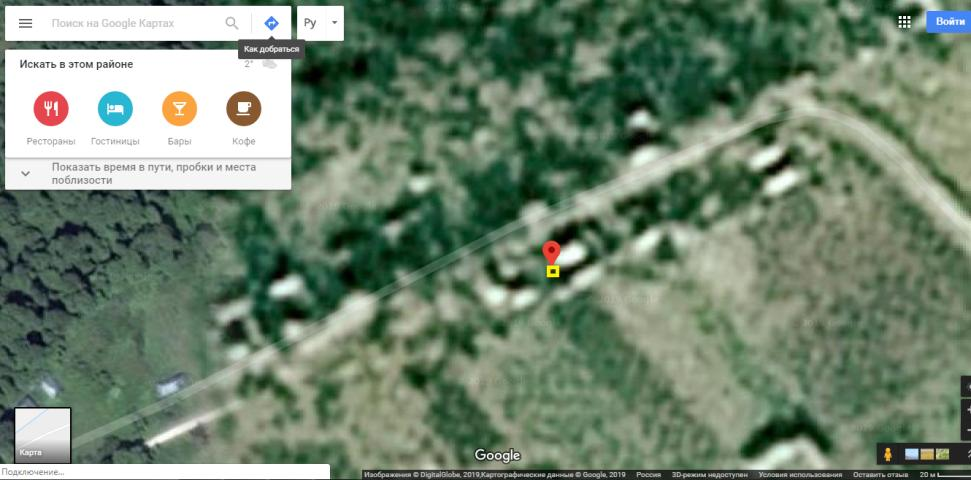 Поиск на Google Картах
Ру
Войти
Как добраться
Искать в этом районе
2°
Рестораны Гостиницы Бары Кофе
Показать время в пути, пробки и места
поблизости
Карта
Google
Подключение...
Изображения © DigitalGlobe, 2019,Картографические данные © Google, 2019 Россия 3D-режим недоступен Условия использования Оставить отзыв 20 м